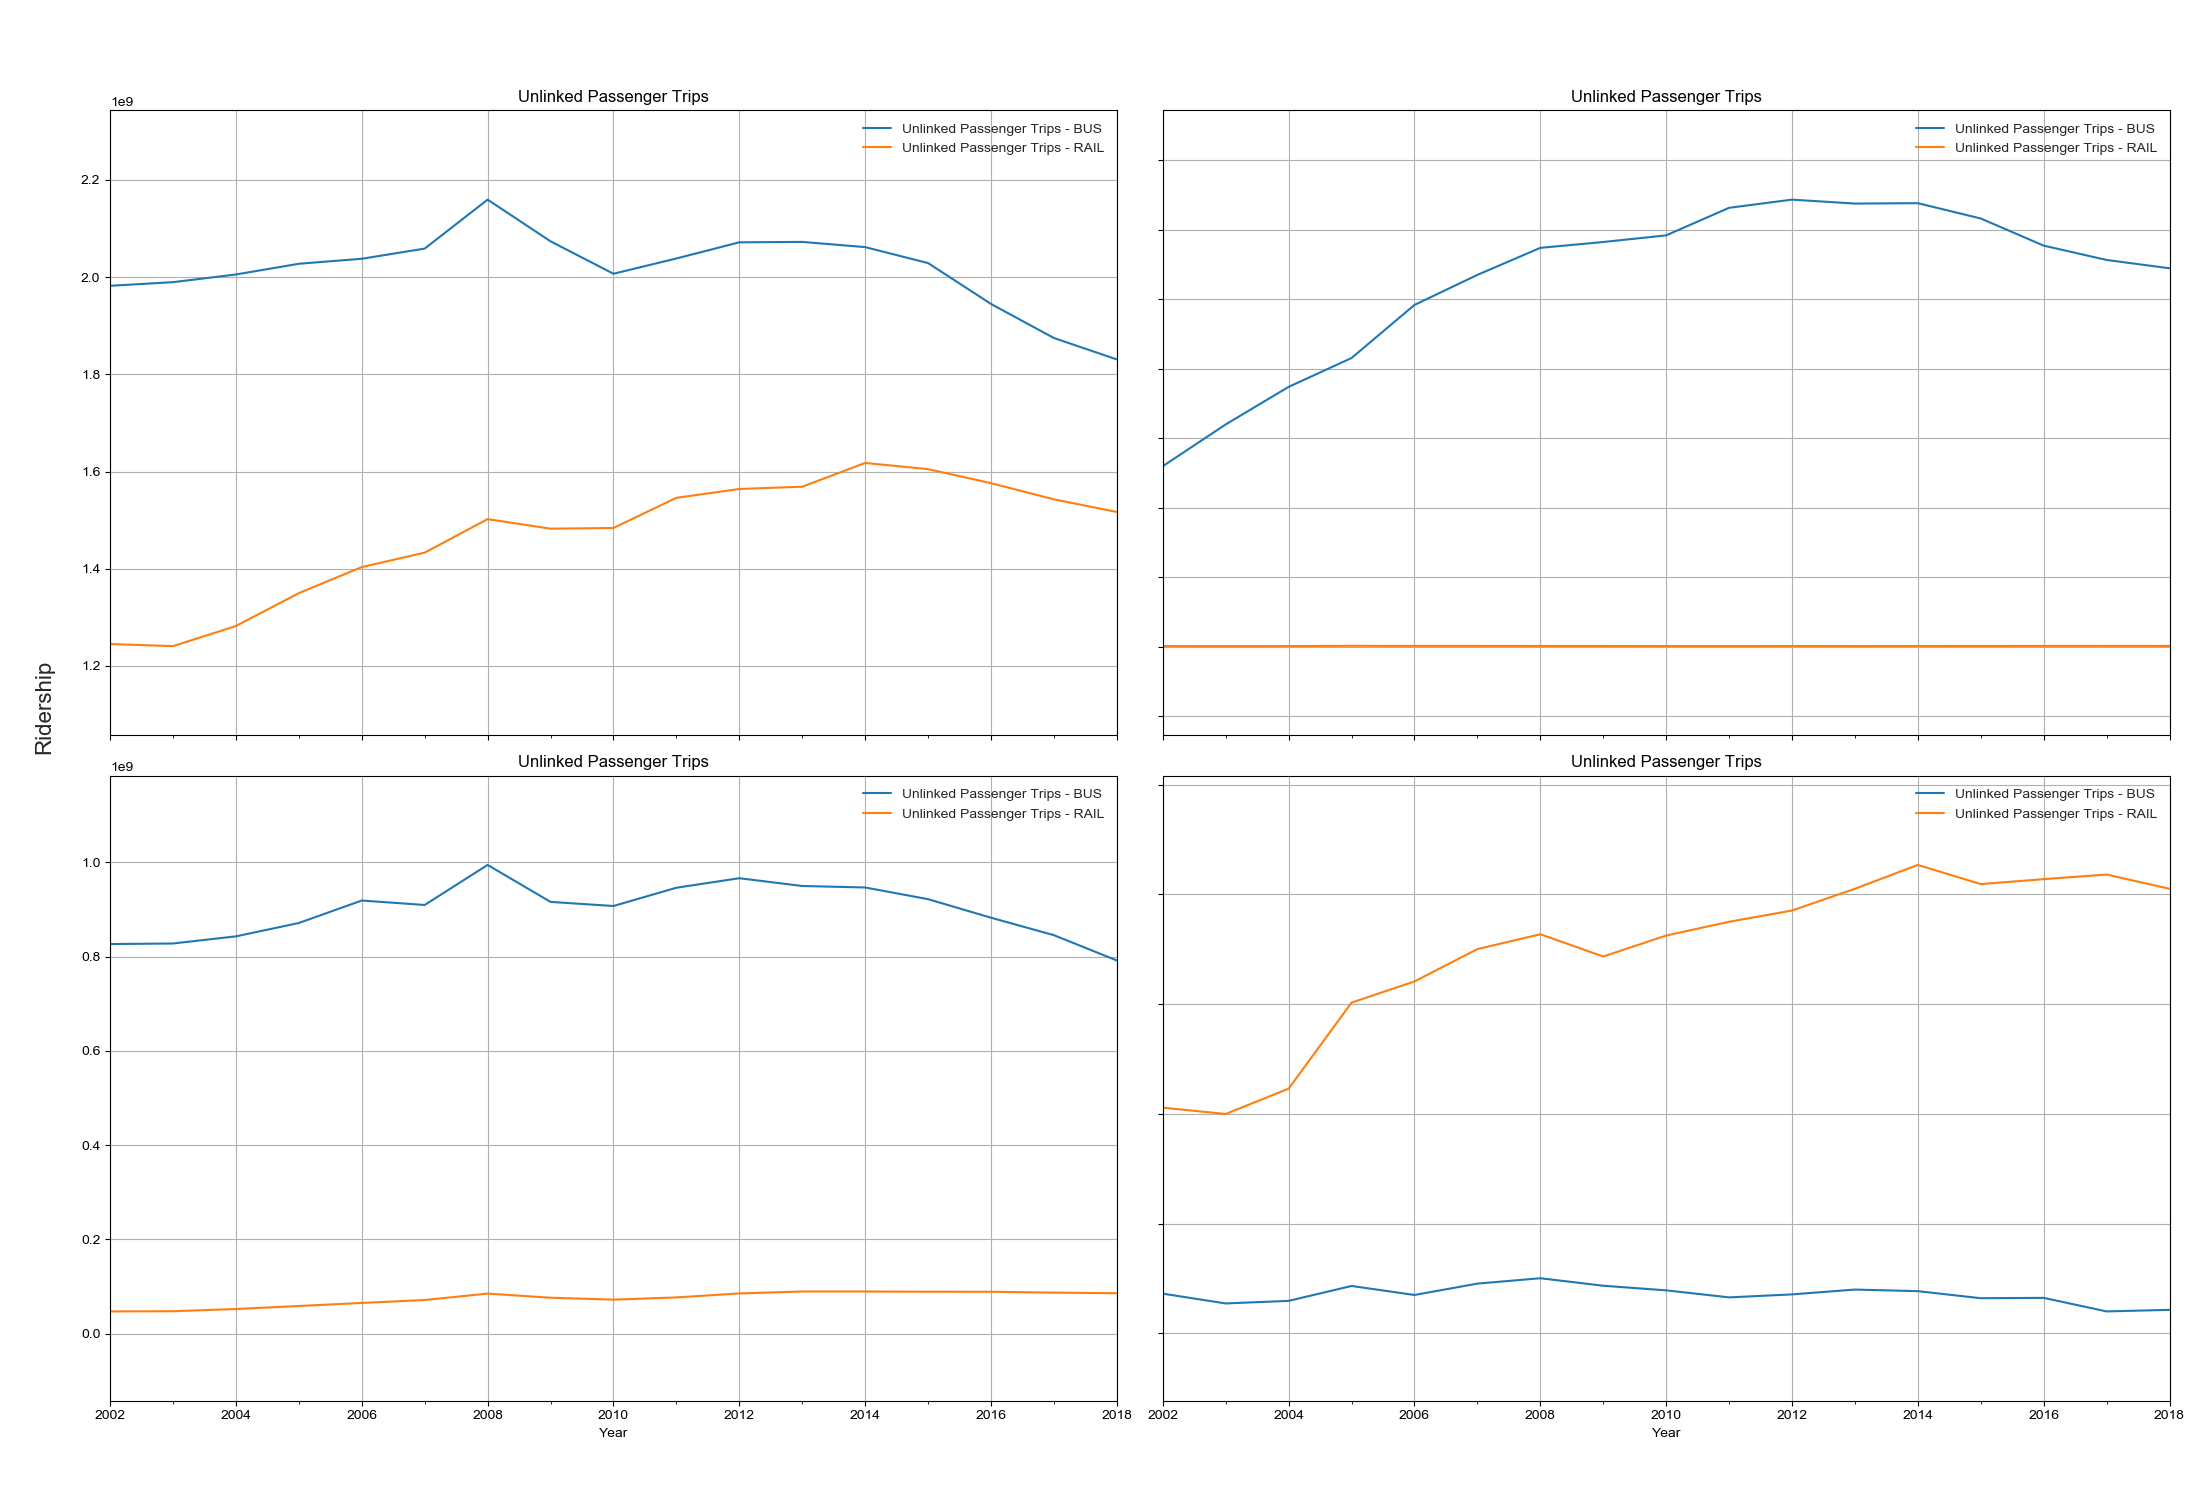 Ridership
Unlinked Passenger Trips
1e9
Unlinked Passenger Trips - BUS
Unlinked Passenger Trips - RAIL
2.2
2.0
1.8
1.6
1.4
1.2
Unlinked Passenger Trips
Unlinked Passenger Trips - BUS
Unlinked Passenger Trips - RAIL
Unlinked Passenger Trips
1e9
Unlinked Passenger Trips - BUS
Unlinked Passenger Trips - RAIL
1.0
0.8
0.6
0.4
0.2
0.0
2002 2004 2006 2008 2010 2012 2014 2016 2018
Year
Unlinked Passenger Trips
Unlinked Passenger Trips - BUS
Unlinked Passenger Trips - RAIL
2002 2004 2006 2008 2010 2012 2014 2016 2018
Year